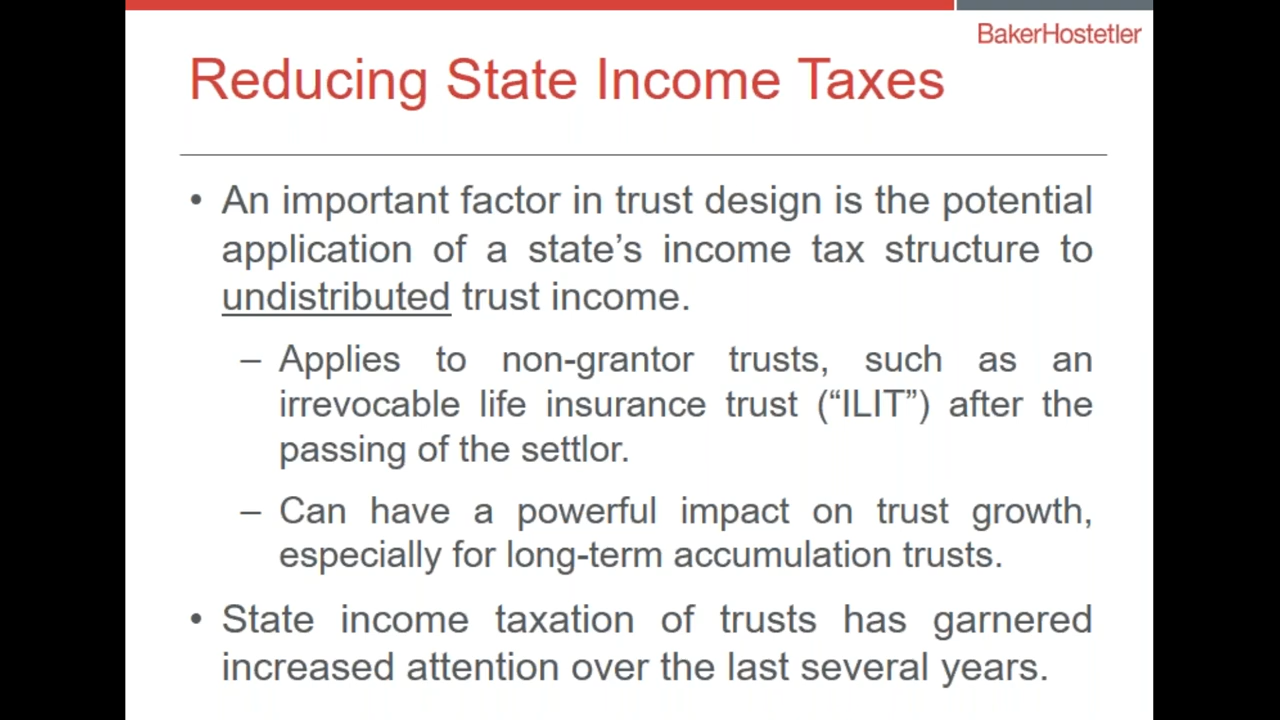 BakerHostetler
Reducing State Income Taxes
• An important factor in trust design is the potential
application of a state’s income tax structure to
undistributed trust income.
– Applies to non-grantor trusts, such as an
irrevocable life insurance trust (“ILIT”) after the
passing of the settlor.
– Can have a powerful impact on trust growth,
especially for long-term accumulation trusts.
• State income taxation of trusts has garnered
increased attention over the last several years.